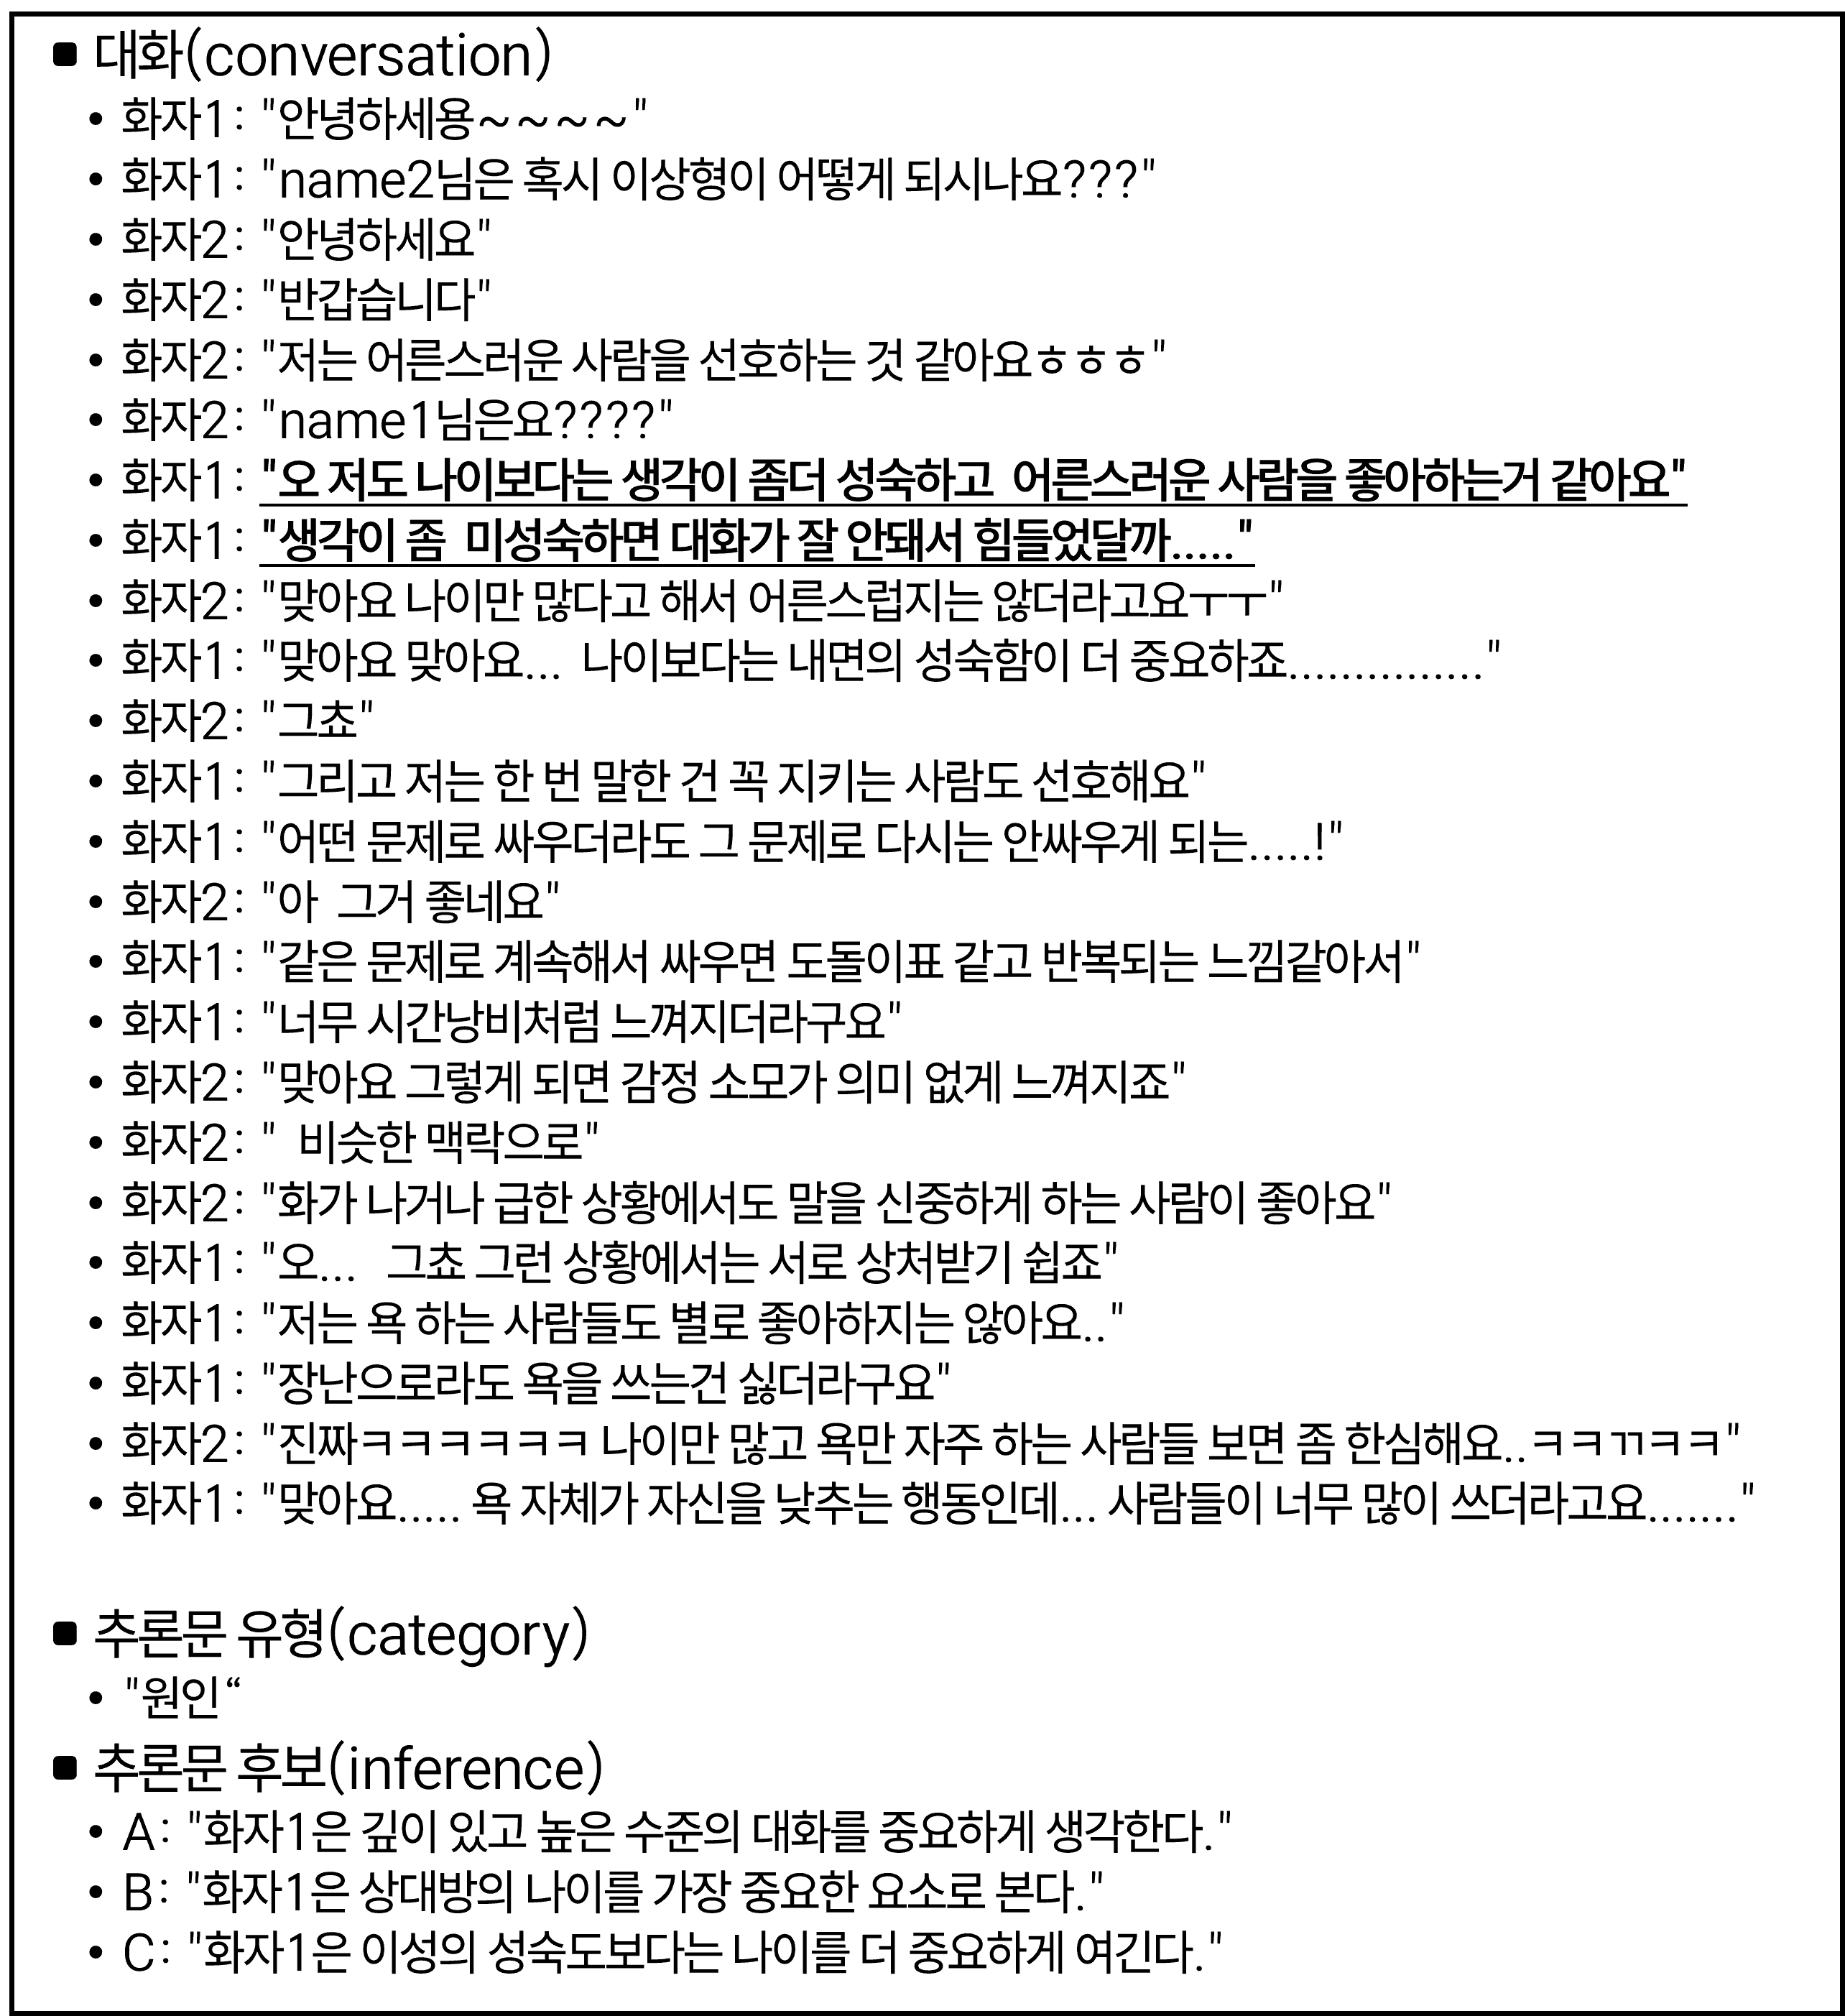 ■ 대화(conversation)
• 화자1: "안녕하세용~~~~"
• 화자1: "name2님은 혹시 이상형이 어떻게 되시나요???"
• 화자2: "안녕하세요"
• 화자2: "반갑습니다"
• 화자2: "저는 어른스러운 사람을 선호하는 것 같아요ㅎㅎㅎ"
• 화자2: "name1님은요????"
• 화자1: "오 저도 나이보다는 생각이 좀더 성숙하고  어른스러운 사람을 좋아하는거 같아요"
• 화자1: "생각이 좀  미성숙하면 대화가 잘 안돼서 힘들었달까....."
• 화자2: "맞아요 나이만 많다고 해서 어른스럽지는 않더라고요ㅜㅜ"
• 화자1: "맞아요 맞아요...  나이보다는 내면의 성숙함이 더 중요하죠..............."
• 화자2: "그쵸"
• 화자1: "그리고 저는 한 번 말한 건 꼭 지키는 사람도 선호해요"
• 화자1: "어떤 문제로 싸우더라도 그 문제로 다시는 안싸우게 되는.....!"
• 화자2: "아  그거 좋네요"
• 화자1: "같은 문제로 계속해서 싸우면 도돌이표 같고 반복되는 느낌같아서"
• 화자1: "너무 시간낭비처럼 느껴지더라구요"
• 화자2: "맞아요 그렇게 되면 감정 소모가 의미 없게 느껴지죠"
• 화자2: "  비슷한 맥락으로"
• 화자2: "화가 나거나 급한 상황에서도 말을 신중하게 하는 사람이 좋아요"
• 화자1: "오...   그쵸 그런 상황에서는 서로 상처받기 쉽죠"
• 화자1: "저는 욕 하는 사람들도 별로 좋아하지는 않아요.."
• 화자1: "장난으로라도 욕을 쓰는건 싫더라구요"
• 화자2: "진짜ㅋㅋㅋㅋㅋㅋ 나이만 많고 욕만 자주 하는 사람들 보면 좀 한심해요..ㅋㅋㄲㅋㅋ"
• 화자1: "맞아요..... 욕 자체가 자신을 낮추는 행동인데... 사람들이 너무 많이 쓰더라고요......."
■ 추론문 유형(category)
• "원인“
■ 추론문 후보(inference)
• A: "화자1은 깊이 있고 높은 수준의 대화를 중요하게 생각한다."
• B: "화자1은 상대방의 나이를 가장 중요한 요소로 본다."
• C: "화자1은 이성의 성숙도보다는 나이를 더 중요하게 여긴다."